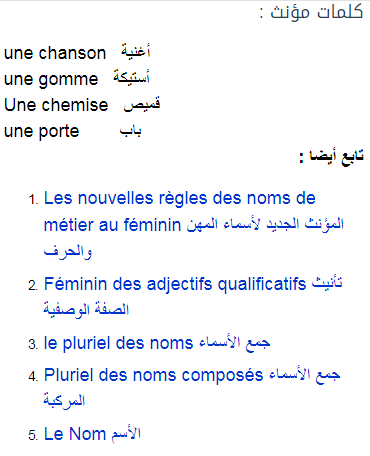 كلمات مؤنث :
une chanson أغنية
une gomme أستيكة
Une chemise قميص
une porte باب
تابع أيضا :
1. Les nouvelles règles des noms de
métier au féminin المؤنث الجديد لأسماء المهن
والحرف
2. Féminin des adjectifs qualificatifs تأنيث
الصفة الوصفية
3. le pluriel des noms جمع الأسماء
4. Pluriel des noms composés جمع الأسماء
المركبة
5. Le Nom الأسم